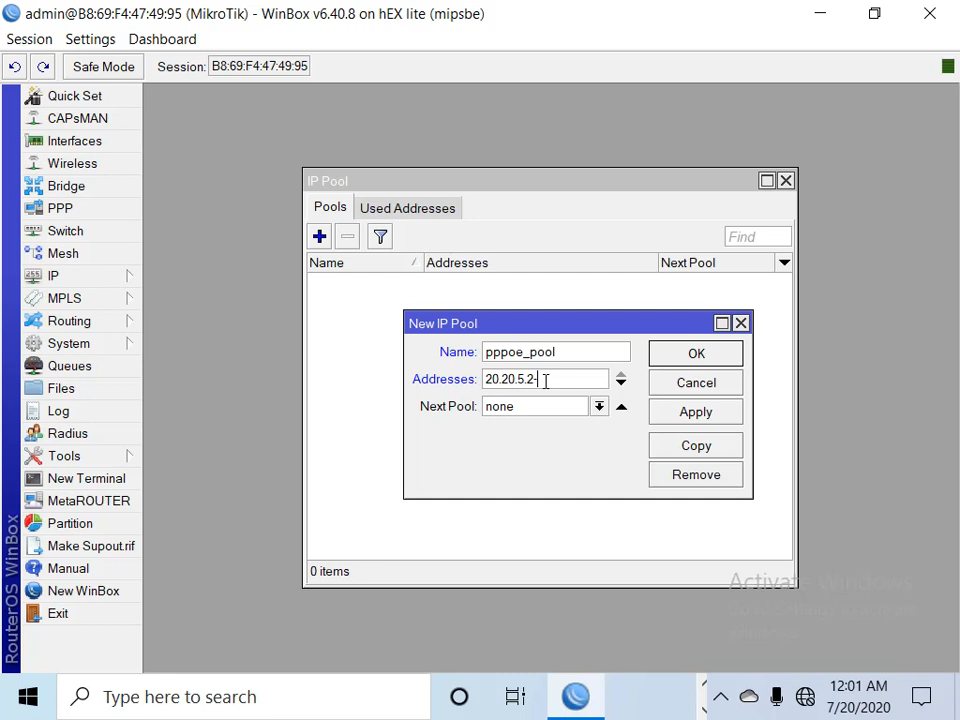 admin@B8:69:F4:47:49:95 (MikroTik) - WinBox v6.40.8 on hEX lite (mipsbe)
Session Settings Dashboard
Safe Mode Session: B8:69:F4:47:49:95
Quick Set
CAPsMAN
Interfaces
Wireless
Bridge
PPP
Switch
Mesh
IP
MPLS
Routing
System
Queues
Files
Log
Radius
Tools
New Terminal
MetaROUTER
Partition
Make Supout.rif
Manual
New WinBox
Exit
RouterOS WinBox
IP Pool
Pools Used Addresses
Find
Name / Addresses Next Pool
New IP Pool
Name: pppoe_pool OK
Addresses: 20.20.5.2- Cancel
Next Pool: none Apply
Copy
Remove
0 items
Activate Windows
Type here to search
12:01 AM
7/20/2020